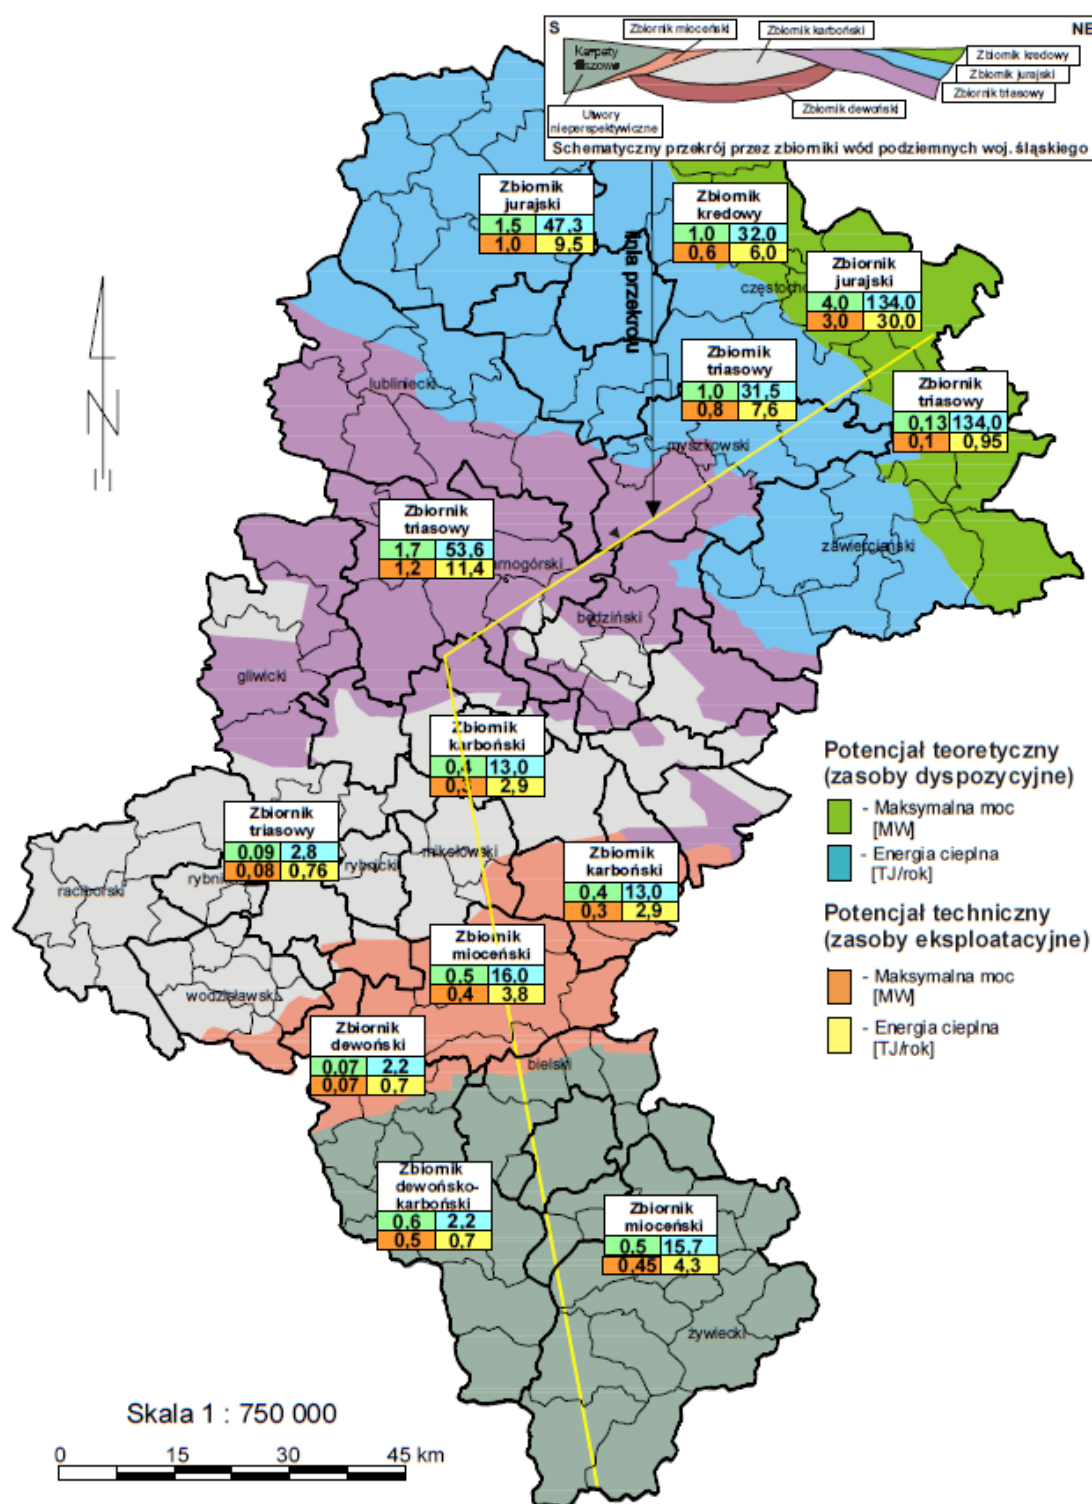 S
NE
Zbiornik mioceński
Zbiornik karboński
Karpaty
Zbiornik kredowy
Zbiornik jurajski
Zbiornik triasowy
Zbiornik dewoński
Utwory
nieperspektywiczne
Schematyczny przekrój przez zbiorniki wód podziemnych woj. śląskiego
Zbiornik
jurajski
1,5 47,3
1,0 9,5
Zbiornik
kredowy
1,0 32,0
0,6 6,0
linia przekroju
Zbiornik
jurajski
4,0 134,0
3,0 30,0
częstocho
Zbiornik
triasowy
1,0 31,5
0,8 7,6
Zbiornik
triasowy
0,13 134,0
0,1 0,95
lubliniecki
myszkowski
N
Zbiornik
triasowy
1,7 53,6
1,2 11,4
arnogórski
zawierciański
będziński
gliwicki
Zbiornik
karboński
0,4 13,0
0,3 2,9
Zbiornik
triasowy
0,09 2,8
0,08 0,76
mikołowski
rybnicki
rybni
raciborski
Zbiornik
karboński
0,4 13,0
0,3 2,9
Zbiornik
mioceński
0,5 16,0
0,4 3,8
wodzisławski
Zbiornik
dewoński
0,07 2,2
0,07 0,7
bielski
Zbiornik
dewońsko-
karboński
0,6 2,2
0,5 0,7
Zbiornik
mioceński
0,5 15,7
0,45 4,3
żywiecki
Potencjał teoretyczny
(zasoby dyspozycyjne)
- Maksymalna moc
[MW]
- Energia cieplna
[TJ/rok]
Potencjał techniczny
(zasoby eksploatacyjne)
- Maksymalna moc
[MW]
- Energia cieplna
[TJ/rok]
Skala 1 : 750 000
0 15 30 45 km